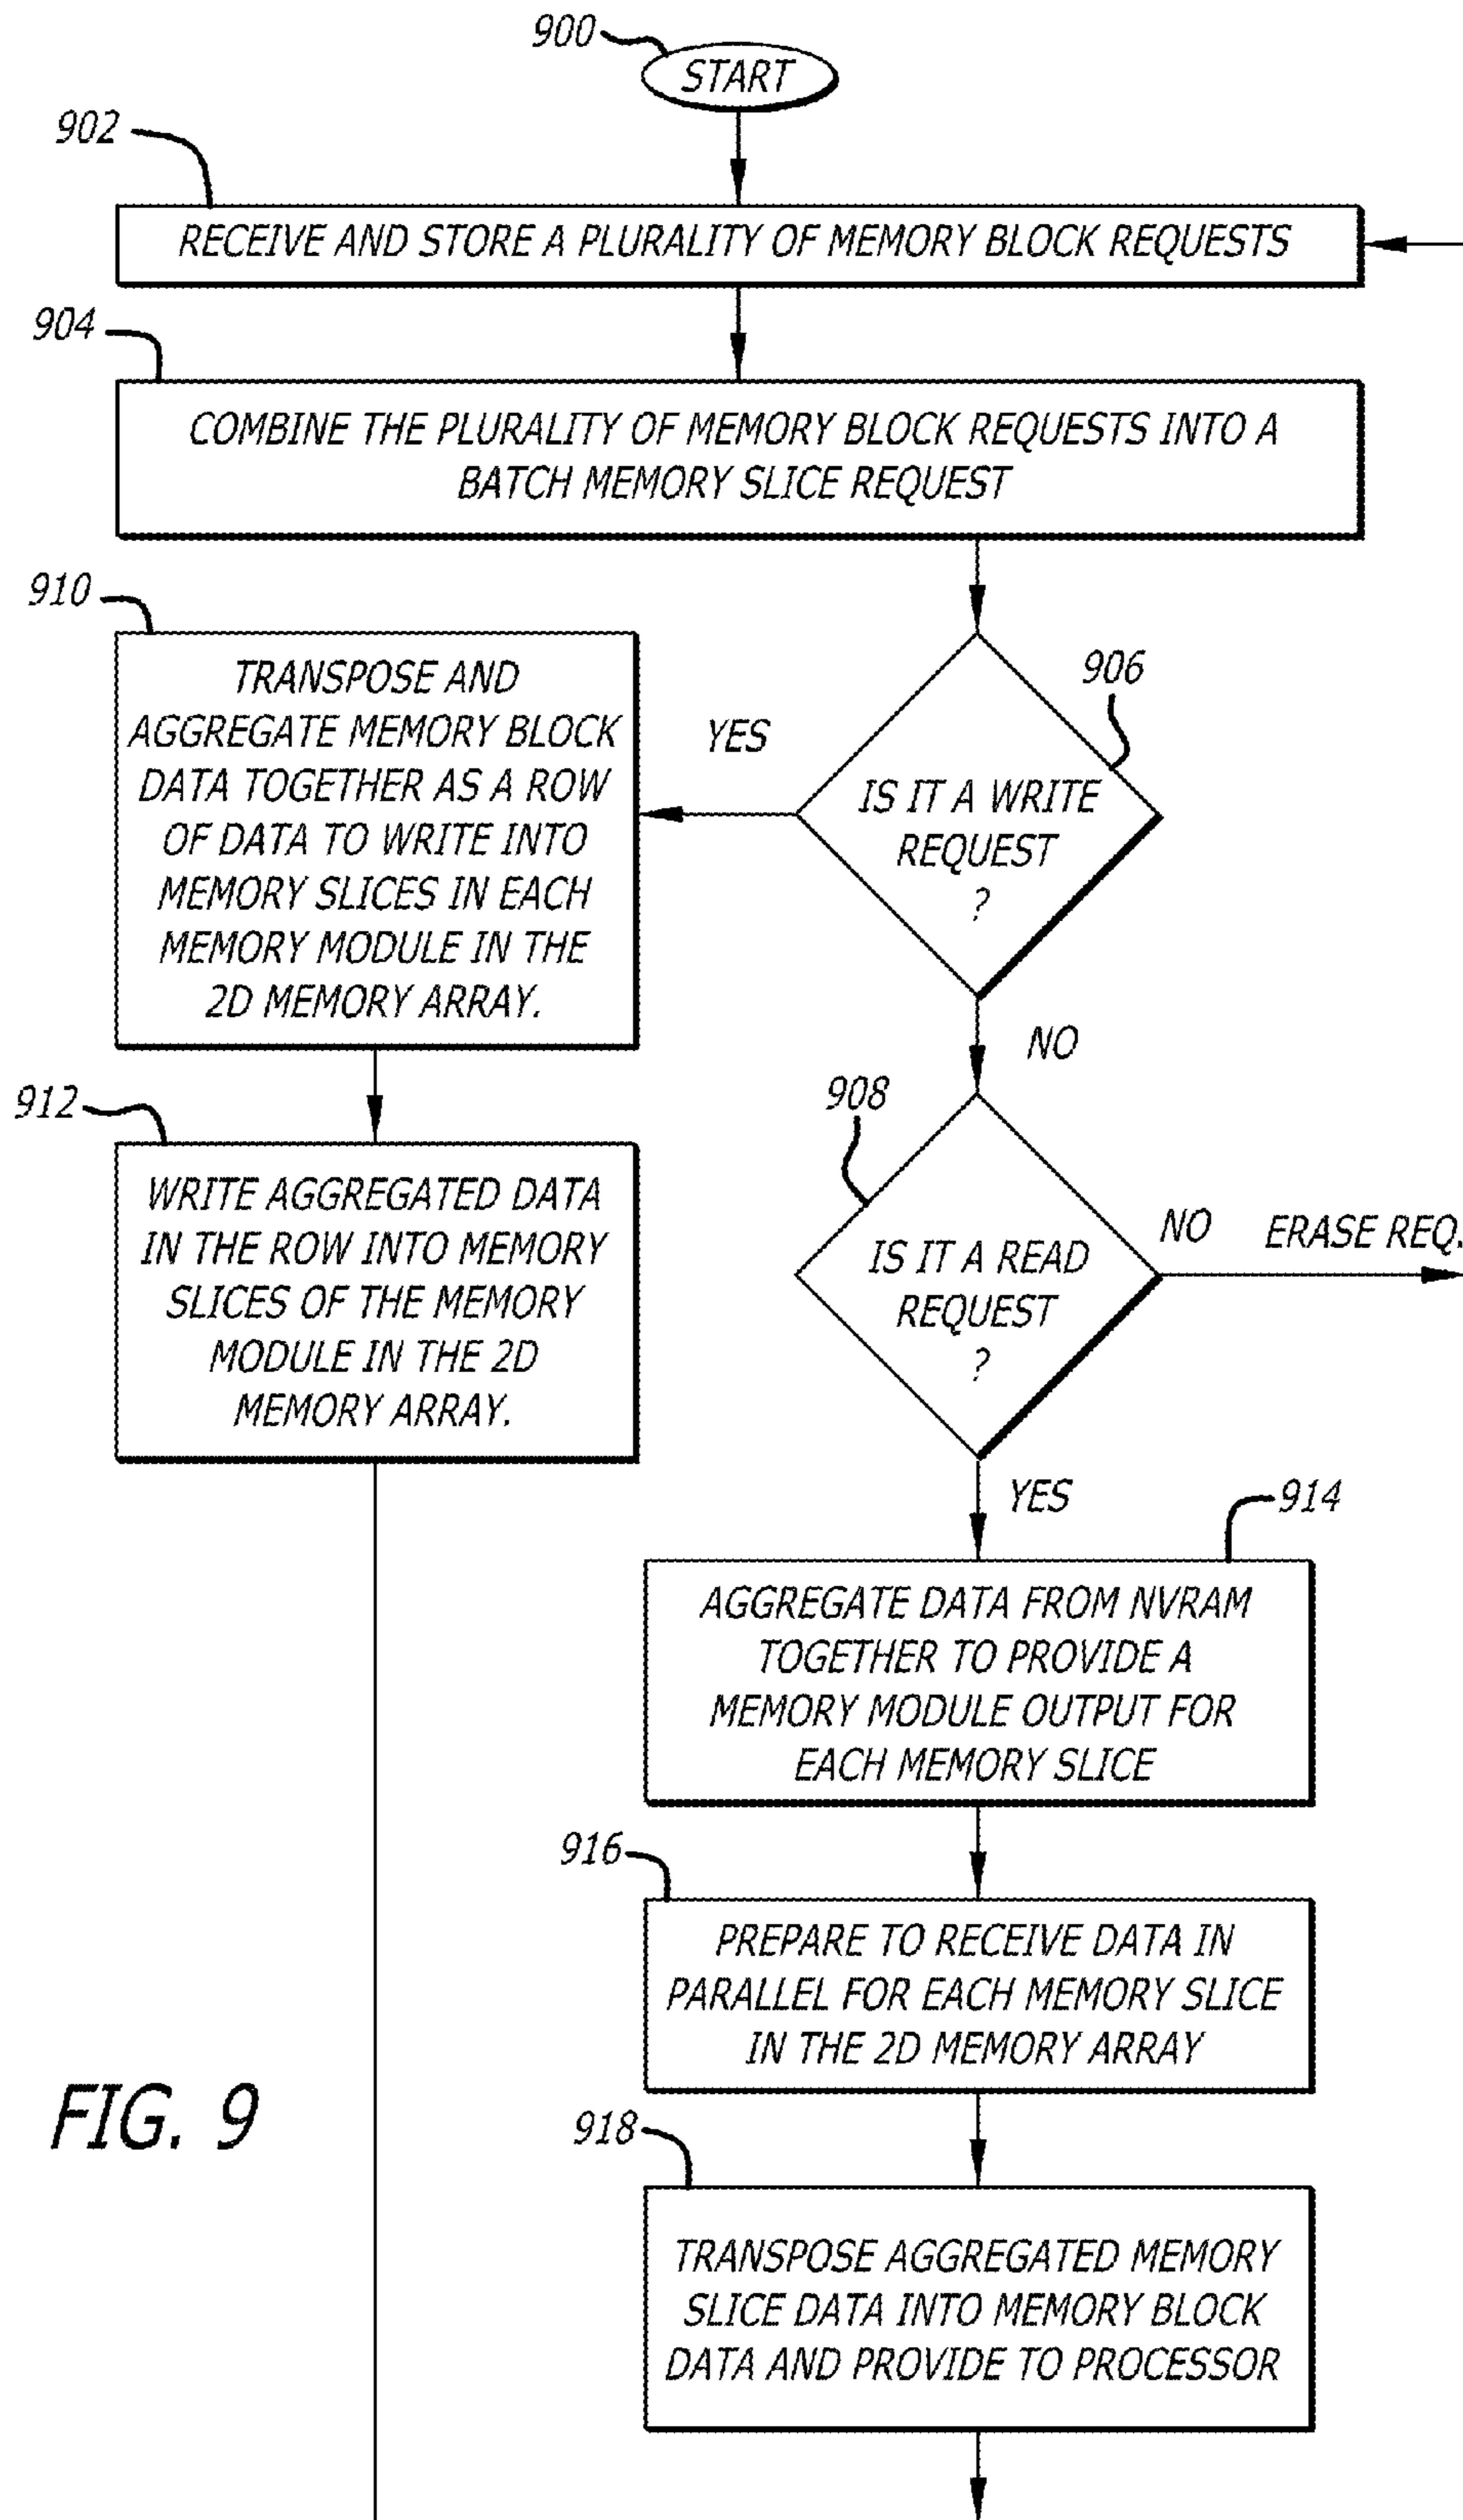 900
START
902
RECEIVE AND STORE A PLURALITY OF MEMORY BLOCK REQUESTS
904
COMBINE THE PLURALITY OF MEMORY BLOCK REQUESTS INTO A
BATCH MEMORY SLICE REQUEST
910
TRANSPOSE AND
AGGREGATE MEMORY BLOCK
DATA TOGETHER AS A ROW
OF DATA TO WRITE INTO
MEMORY SLICES IN EACH
MEMORY MODULE IN THE
2D MEMORY ARRAY.
YES
906
IS IT A WRITE
REQUEST
?
NO
912
WRITE AGGREGATED DATA
IN THE ROW INTO MEMORY
SLICES OF THE MEMORY
MODULE IN THE 2D
MEMORY ARRAY.
908
IS IT A READ
REQUEST
?
NO
ERASE REQ.
YES
914
AGGREGATE DATA FROM NVRAM
TOGETHER TO PROVIDE A
MEMORY MODULE OUTPUT FOR
EACH MEMORY SLICE
916
PREPARE TO RECEIVE DATA IN
PARALLEL FOR EACH MEMORY SLICE
IN THE 2D MEMORY ARRAY
FIG. 9
918
TRANSPOSE AGGREGATED MEMORY
SLICE DATA INTO MEMORY BLOCK
DATA AND PROVIDE TO PROCESSOR